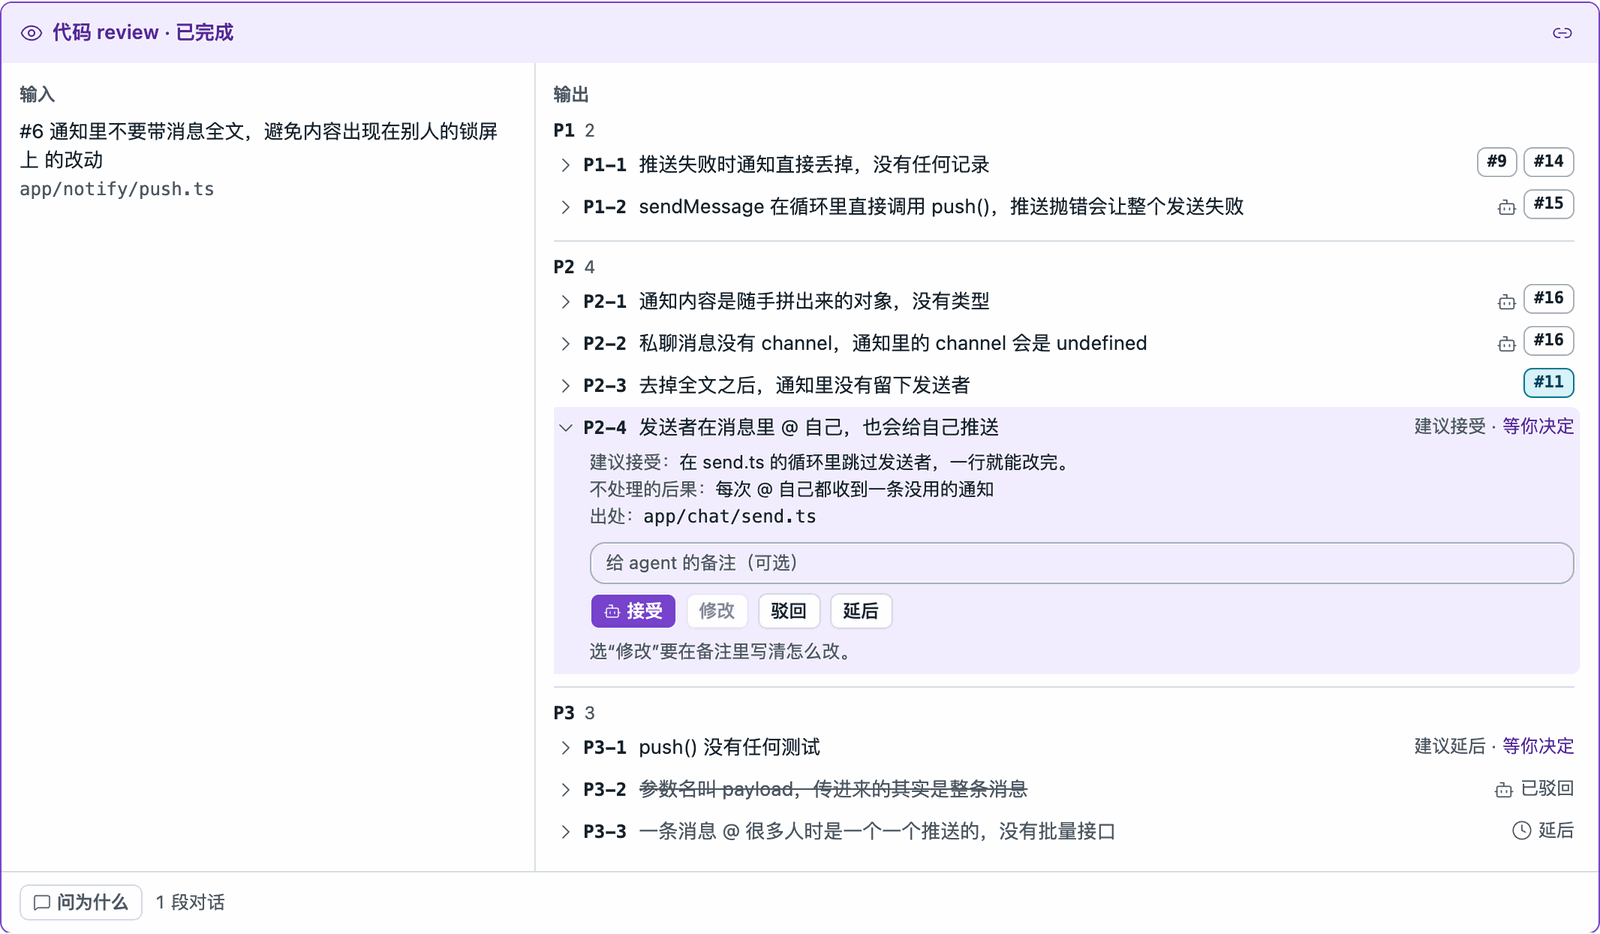 代码 review · 已完成
输入
#6 通知里不要带消息全文，避免内容出现在别人的锁屏
上 的改动
app/notify/push.ts
输出
P1 2
P1-1 推送失败时通知直接丢掉，没有任何记录 #9 #14
P1-2 sendMessage 在循环里直接调用 push()，推送抛错会让整个发送失败 #15
P2 4
P2-1 通知内容是随手拼出来的对象，没有类型 #16
P2-2 私聊消息没有 channel，通知里的 channel 会是 undefined #16
P2-3 去掉全文之后，通知里没有留下发送者 #11
P2-4 发送者在消息里 @ 自己，也会给自己推送 建议接受 · 等你决定
建议接受：在 send.ts 的循环里跳过发送者，一行就能改完。
不处理的后果：每次 @ 自己都收到一条没用的通知
出处：app/chat/send.ts
给 agent 的备注（可选）
接受 修改 驳回 延后
选“修改”要在备注里写清怎么改。
P3 3
P3-1 push() 没有任何测试 建议延后 · 等你决定
P3-2 参数名叫 payload，传进来的其实是整条消息 已驳回
P3-3 一条消息 @ 很多人时是一个一个推送的，没有批量接口 延后
问为什么 1 段对话